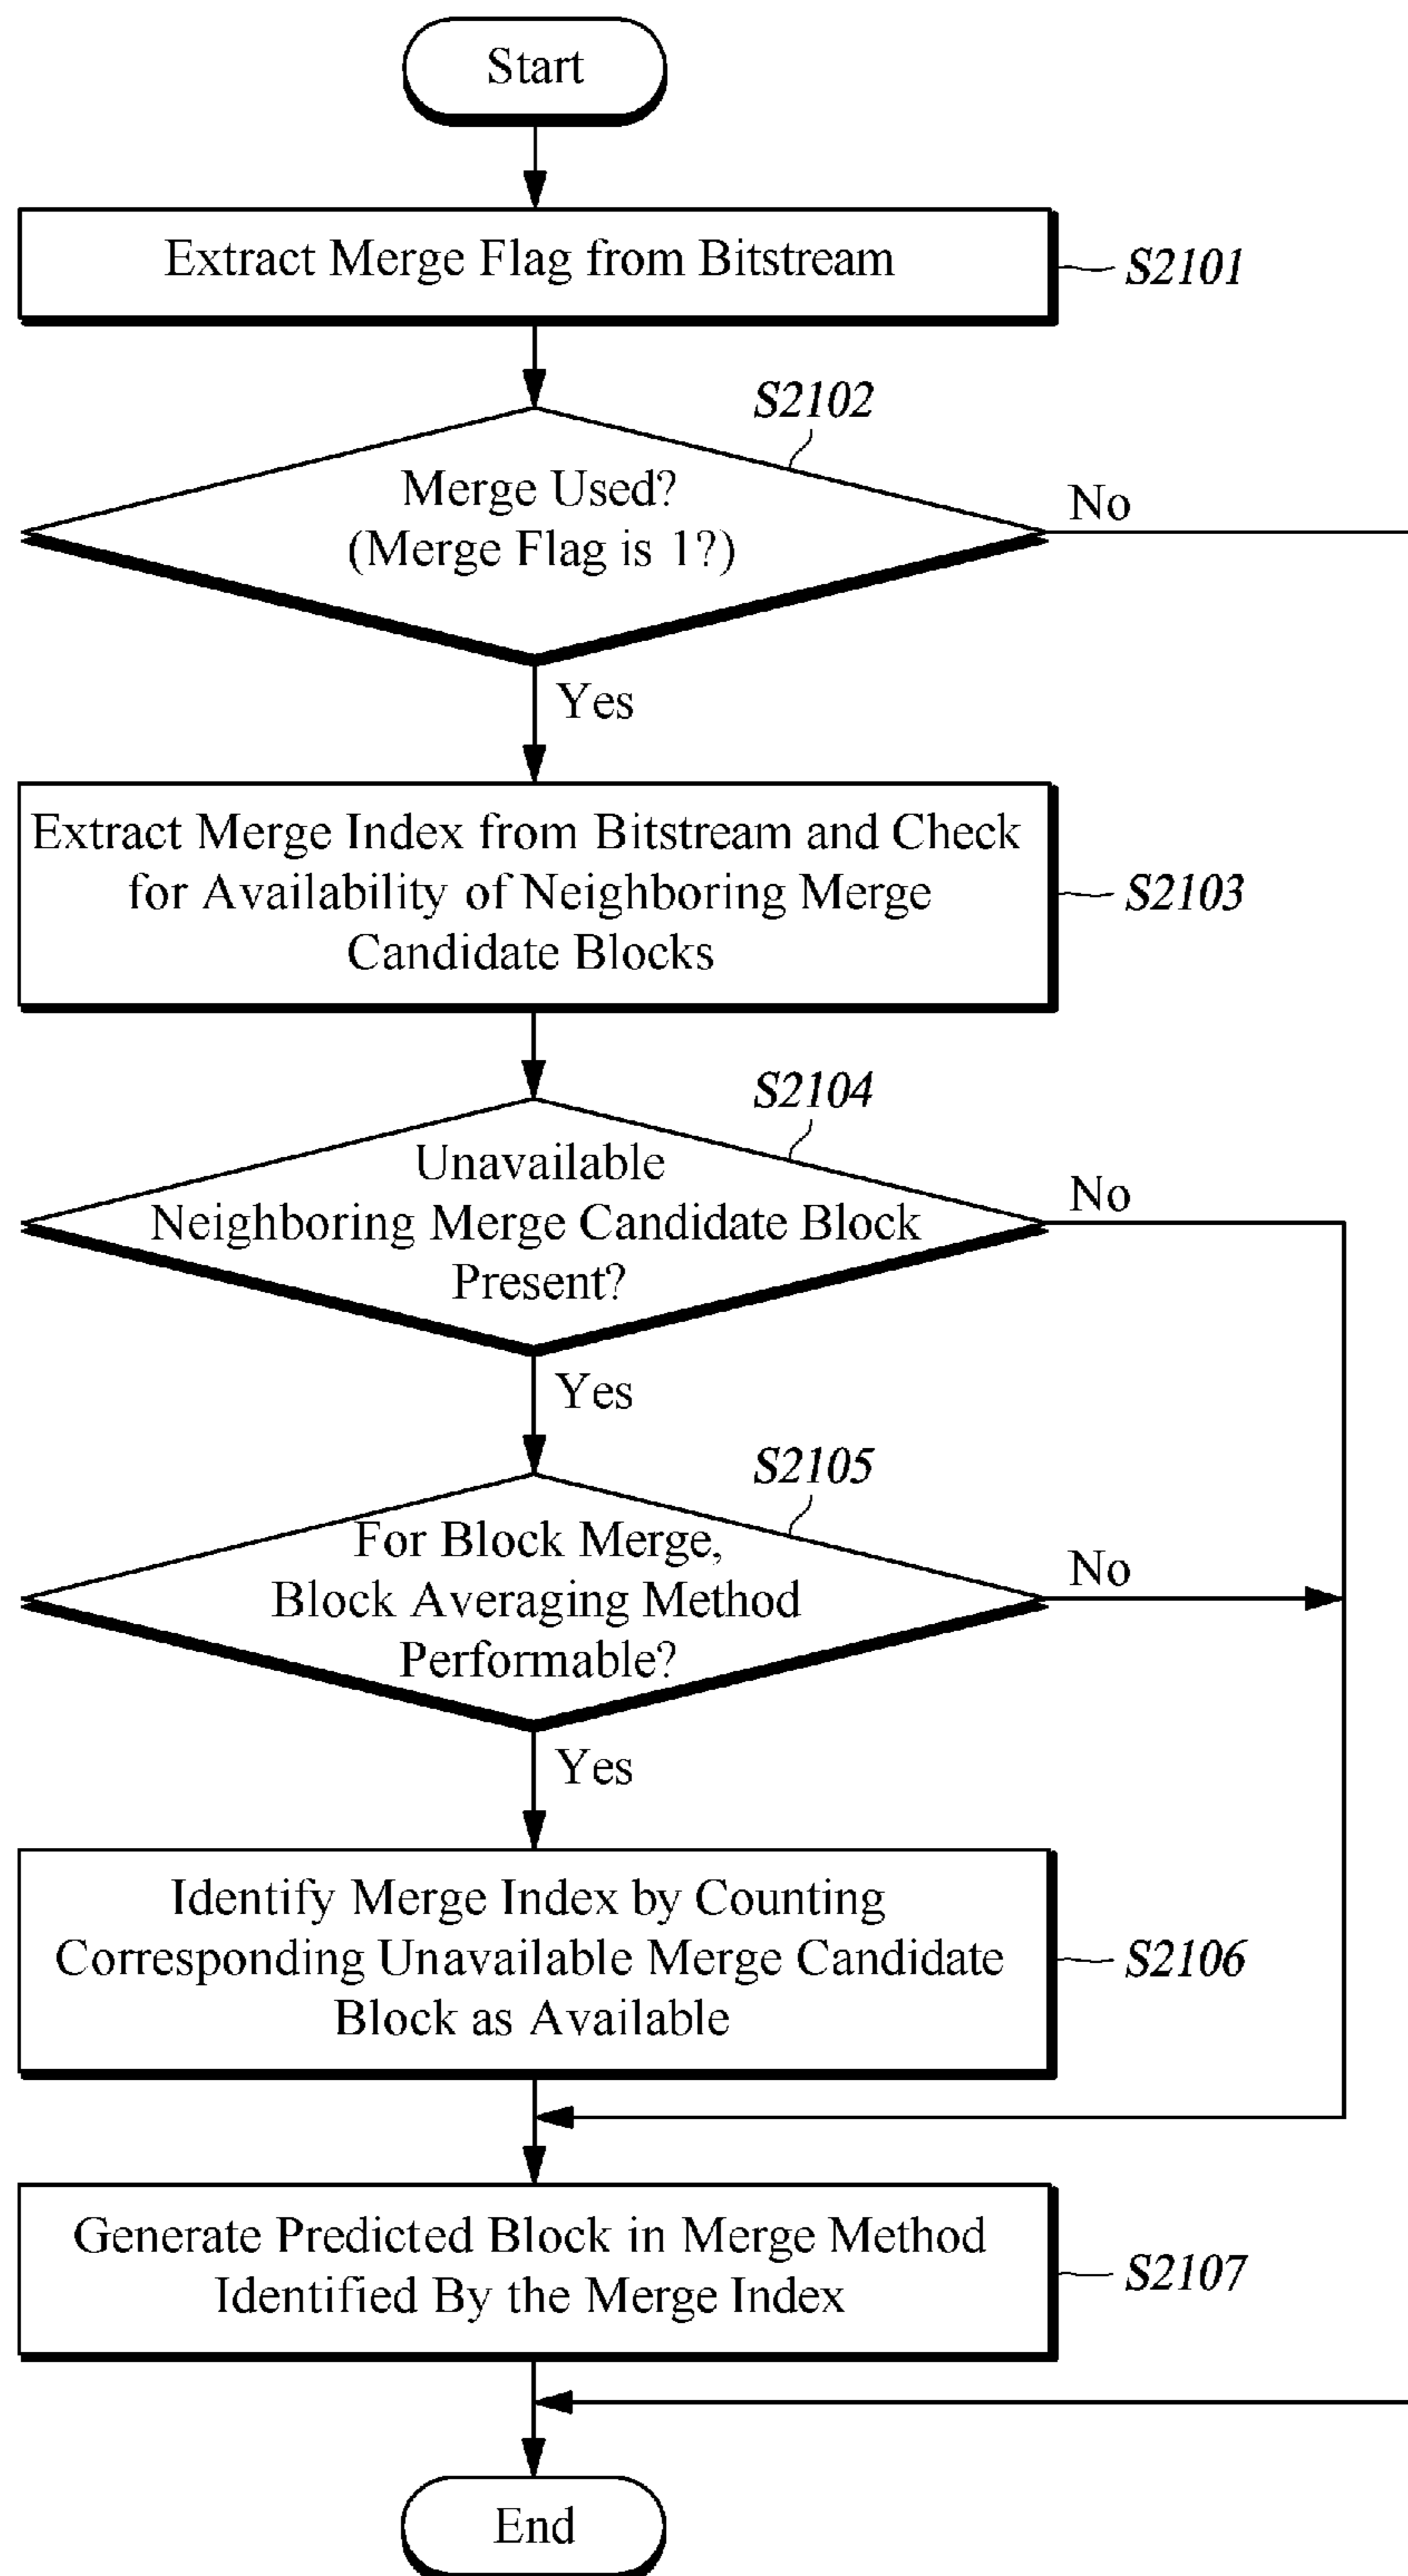 Start
Extract Merge Flag from Bitstream
S2101
S2102
Merge Used?
(Merge Flag is 1?)
No
Yes
Extract Merge Index from Bitstream and Check
for Availability of Neighboring Merge
Candidate Blocks
S2103
S2104
Unavailable
Neighboring Merge Candidate Block
Present?
No
Yes
S2105
For Block Merge,
Block Averaging Method
Performable?
No
Yes
Identify Merge Index by Counting
Corresponding Unavailable Merge Candidate
Block as Available
S2106
Generate Predicted Block in Merge Method
Identified By the Merge Index
S2107
End